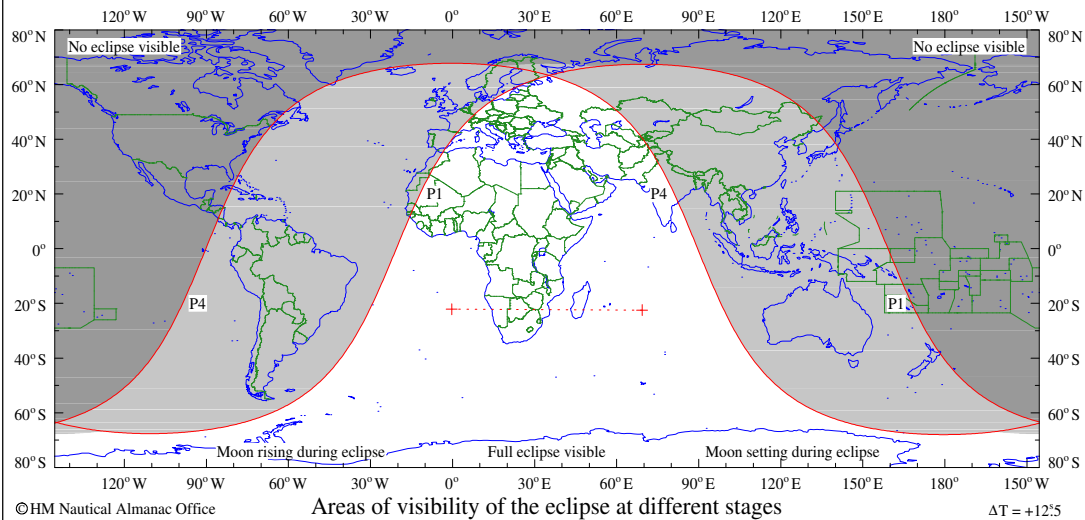 120° W 90° W 60° W 30° W 0° 30° E 60° E 90° E 120° E 150° E 180° 150° W
80° N No eclipse visible No eclipse visible 80° N
60° N 60° N
40° N 40° N
20° N P1 P4 20° N
0° 0°
20° S P4 P1 20° S
40° S 40° S
60° S 60° S
80° S Moon rising during eclipse Full eclipse visible Moon setting during eclipse 80° S
120° W 90° W 60° W 30° W 0° 30° E 60° E 90° E 120° E 150° E 180° 150° W
©HM Nautical Almanac Office Areas of visibility of the eclipse at different stages ΔT = +12ˢ.5